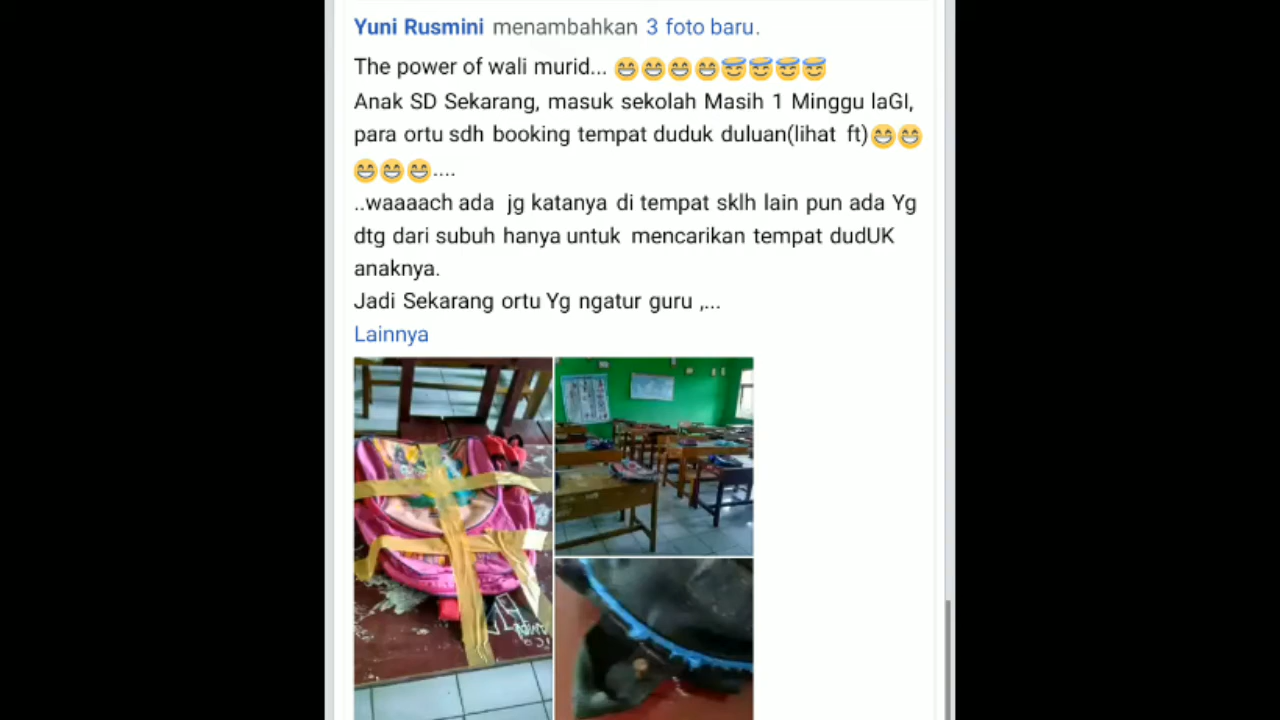 Yuni Rusmini menambahkan 3 foto baru.
The power of wali murid... 😁😁😁😁😇😇😇😇
Anak SD Sekarang, masuk sekolah Masih 1 Minggu laGI,
para ortu sdh booking tempat duduk duluan(lihat ft)😁😁
😁😁😁....
..waaaach ada jg katanya di tempat sklh lain pun ada Yg
dtg dari subuh hanya untuk mencarikan tempat dudUK
anaknya.
Jadi Sekarang ortu Yg ngatur guru ,...
Lainnya